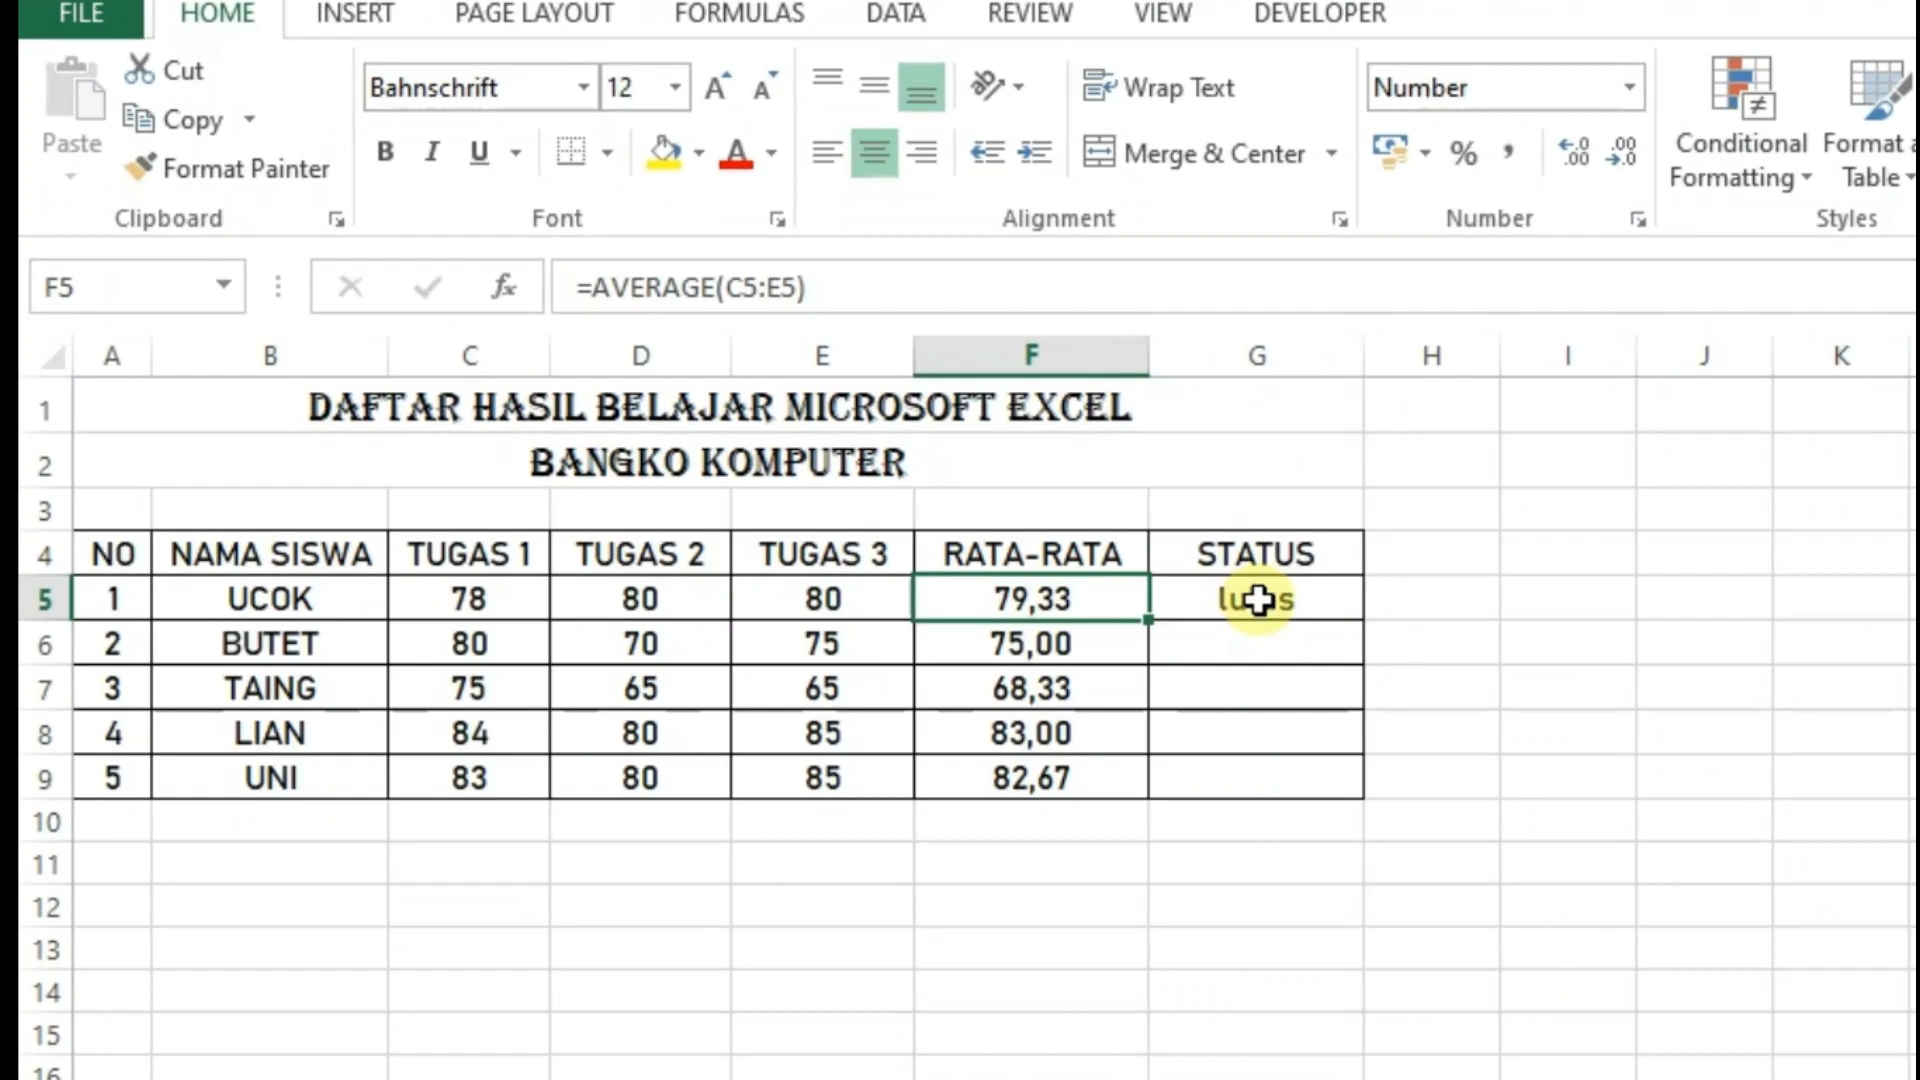 FILE HOME INSERT PAGE LAYOUT FORMULAS DATA REVIEW VIEW DEVELOPER
Cut
Copy
Paste
Format Painter
Clipboard
Bahnschrift 12
B I U
Font
Wrap Text
Merge & Center
Alignment
Number
%
Number
Conditional
Formatting
Format a
Table
Styles
F5 fx =AVERAGE(C5:E5)
A B C D E F G H I J K
1 DAFTAR HASIL BELAJAR MICROSOFT EXCEL
2 BANGKO KOMPUTER
3
4 NO NAMA SISWA TUGAS 1 TUGAS 2 TUGAS 3 RATA-RATA STATUS
5 1 UCOK 78 80 80 79,33
6 2 BUTET 80 70 75 75,00
7 3 TAING 75 65 65 68,33
8 4 LIAN 84 80 85 83,00
9 5 UNI 83 80 85 82,67
10
11
12
13
14
15
16